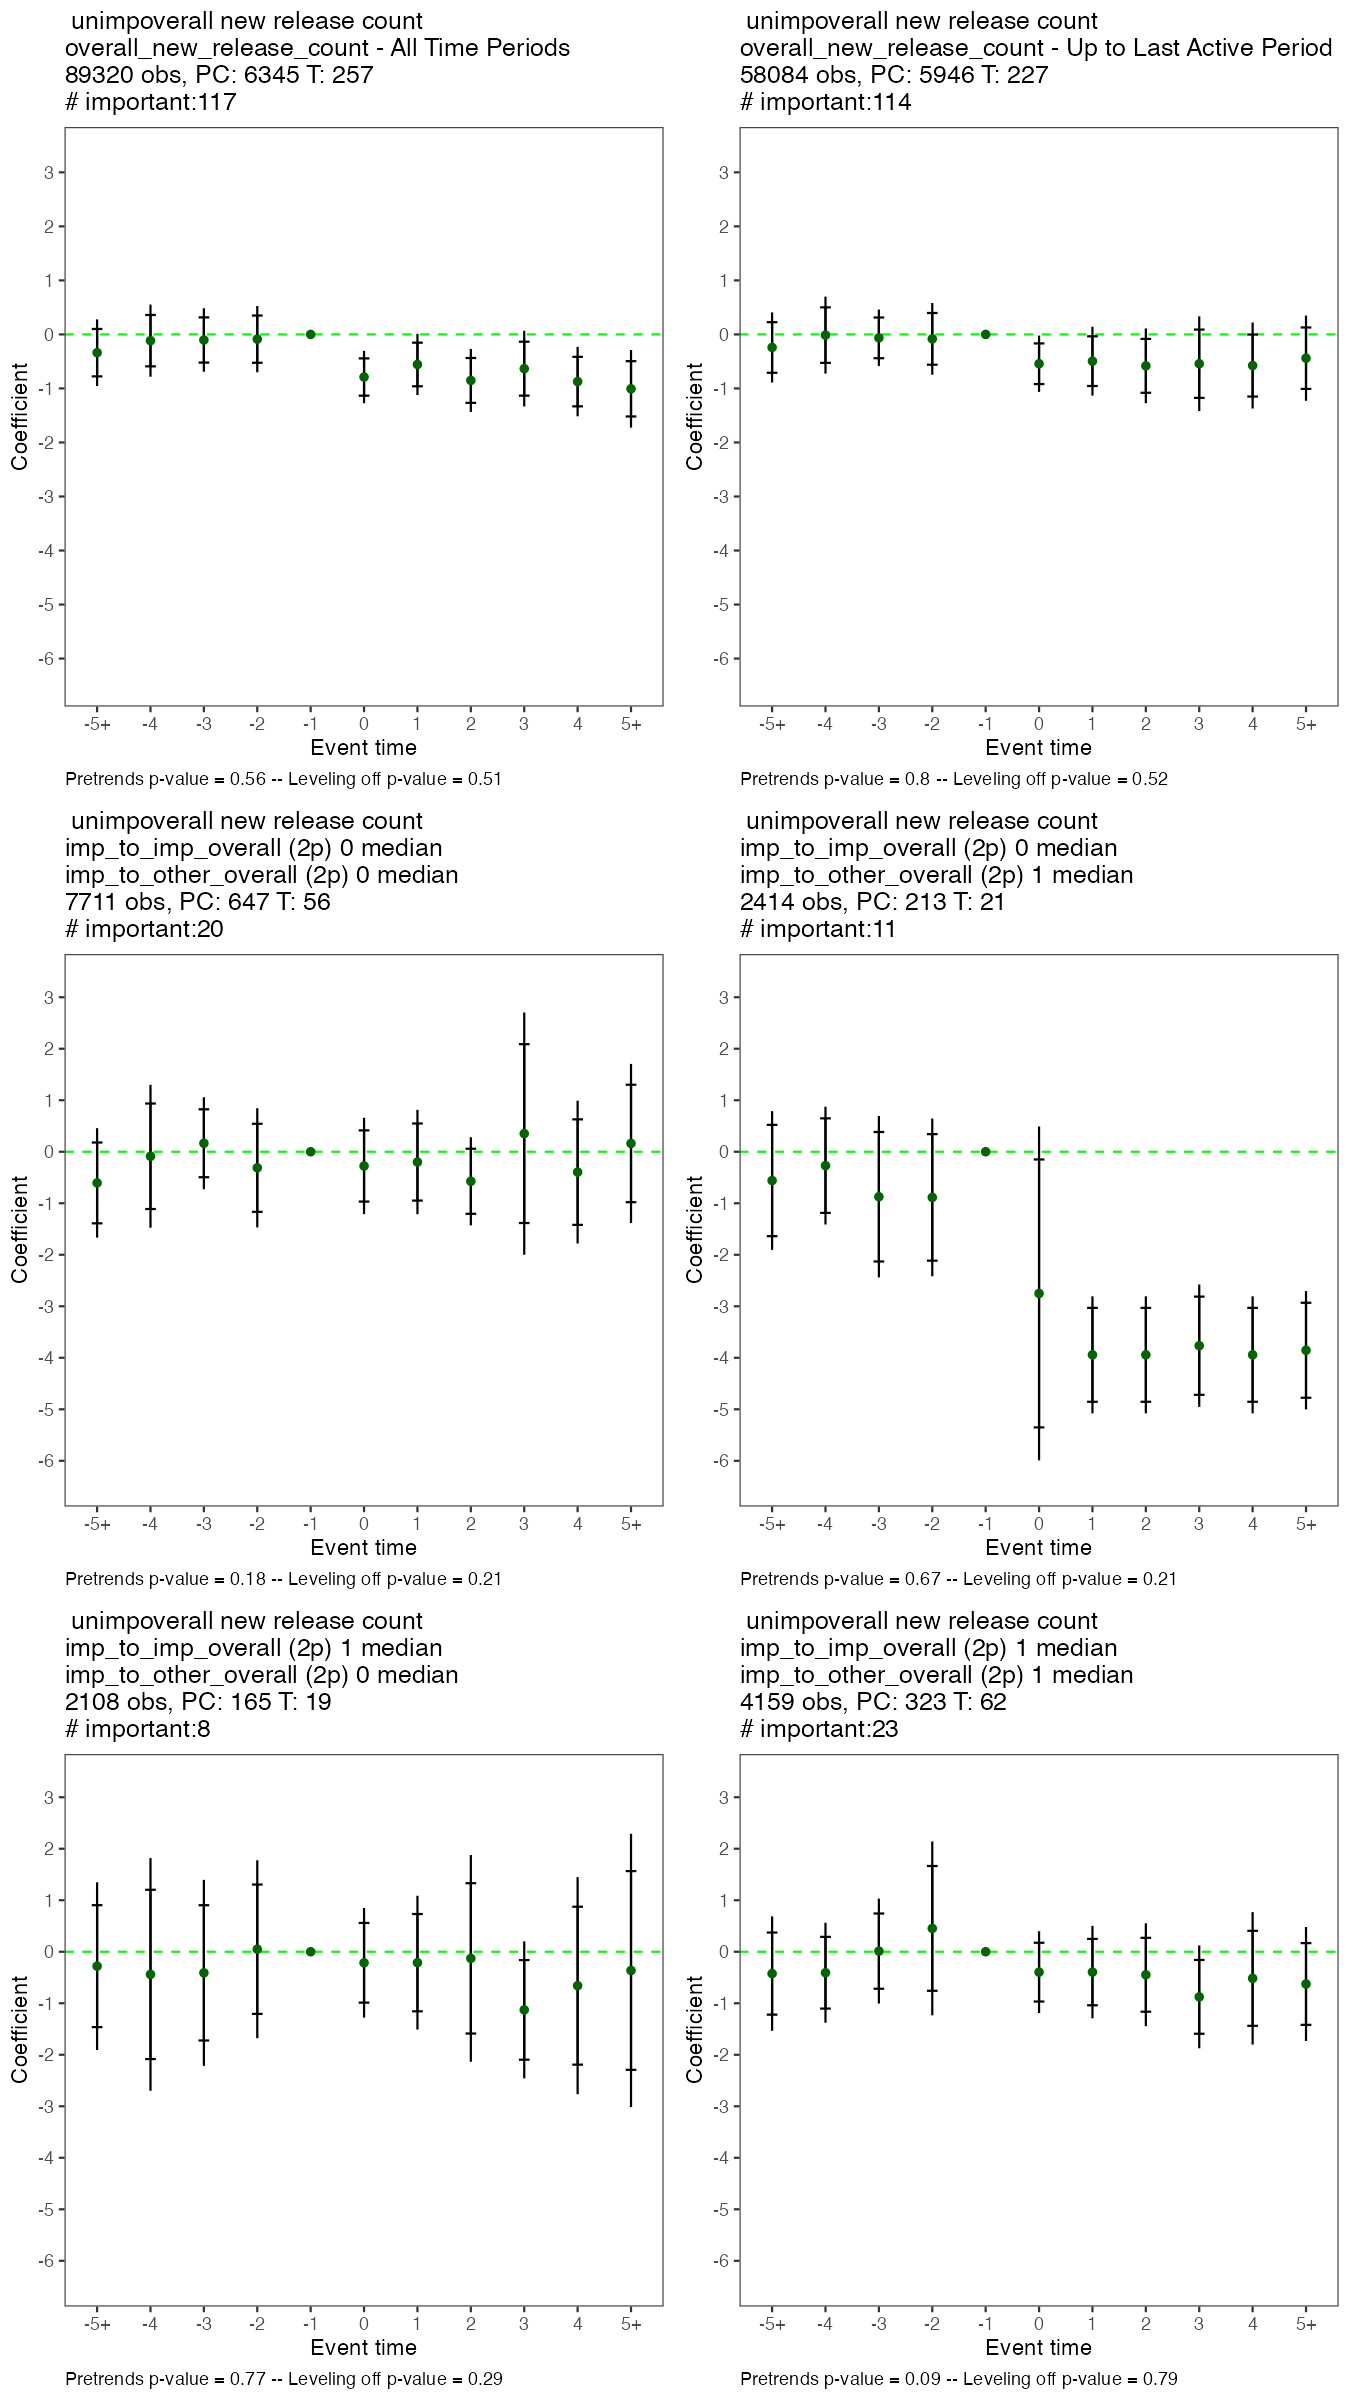 unimpoverall new release count
overall_new_release_count - All Time Periods
89320 obs, PC: 6345 T: 257
# important:117
3
2
1
0
-1
-2
-3
-4
-5
-6
Coefficient
-5+ -4 -3 -2 -1 0 1 2 3 4 5+
Event time
Pretrends p-value = 0.56 -- Leveling off p-value = 0.51
unimpoverall new release count
overall_new_release_count - Up to Last Active Period
58084 obs, PC: 5946 T: 227
# important:114
3
2
1
0
-1
-2
-3
-4
-5
-6
Coefficient
-5+ -4 -3 -2 -1 0 1 2 3 4 5+
Event time
Pretrends p-value = 0.8 -- Leveling off p-value = 0.52
unimpoverall new release count
imp_to_imp_overall (2p) 0 median
imp_to_other_overall (2p) 0 median
7711 obs, PC: 647 T: 56
# important:20
3
2
1
0
-1
-2
-3
-4
-5
-6
Coefficient
-5+ -4 -3 -2 -1 0 1 2 3 4 5+
Event time
Pretrends p-value = 0.18 -- Leveling off p-value = 0.21
unimpoverall new release count
imp_to_imp_overall (2p) 0 median
imp_to_other_overall (2p) 1 median
2414 obs, PC: 213 T: 21
# important:11
3
2
1
0
-1
-2
-3
-4
-5
-6
Coefficient
-5+ -4 -3 -2 -1 0 1 2 3 4 5+
Event time
Pretrends p-value = 0.67 -- Leveling off p-value = 0.21
unimpoverall new release count
imp_to_imp_overall (2p) 1 median
imp_to_other_overall (2p) 0 median
2108 obs, PC: 165 T: 19
# important:8
3
2
1
0
-1
-2
-3
-4
-5
-6
Coefficient
-5+ -4 -3 -2 -1 0 1 2 3 4 5+
Event time
Pretrends p-value = 0.77 -- Leveling off p-value = 0.29
unimpoverall new release count
imp_to_imp_overall (2p) 1 median
imp_to_other_overall (2p) 1 median
4159 obs, PC: 323 T: 62
# important:23
3
2
1
0
-1
-2
-3
-4
-5
-6
Coefficient
-5+ -4 -3 -2 -1 0 1 2 3 4 5+
Event time
Pretrends p-value = 0.09 -- Leveling off p-value = 0.79